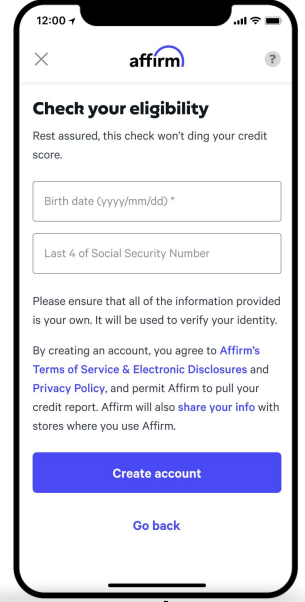 12:00
affirm
?
Check your eligibility
Rest assured, this check won't ding your credit
score.
Birth date (yyyy/mm/dd) *
Last 4 of Social Security Number
Please ensure that all of the information provided
is your own. It will be used to verify your identity.
By creating an account, you agree to Affirm's
Terms of Service & Electronic Disclosures and
Privacy Policy, and permit Affirm to pull your
credit report. Affirm will also share your info with
stores where you use Affirm.
Create account
Go back